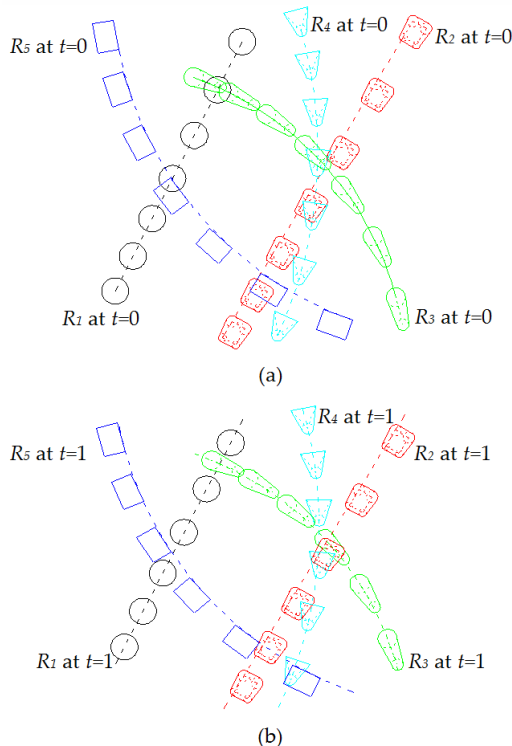 R5 at t=0
R4 at t=0
R2 at t=0
R1 at t=0
R3 at t=0
(a)
R4 at t=1
R5 at t=1
R2 at t=1
R1 at t=1
R3 at t=1
(b)